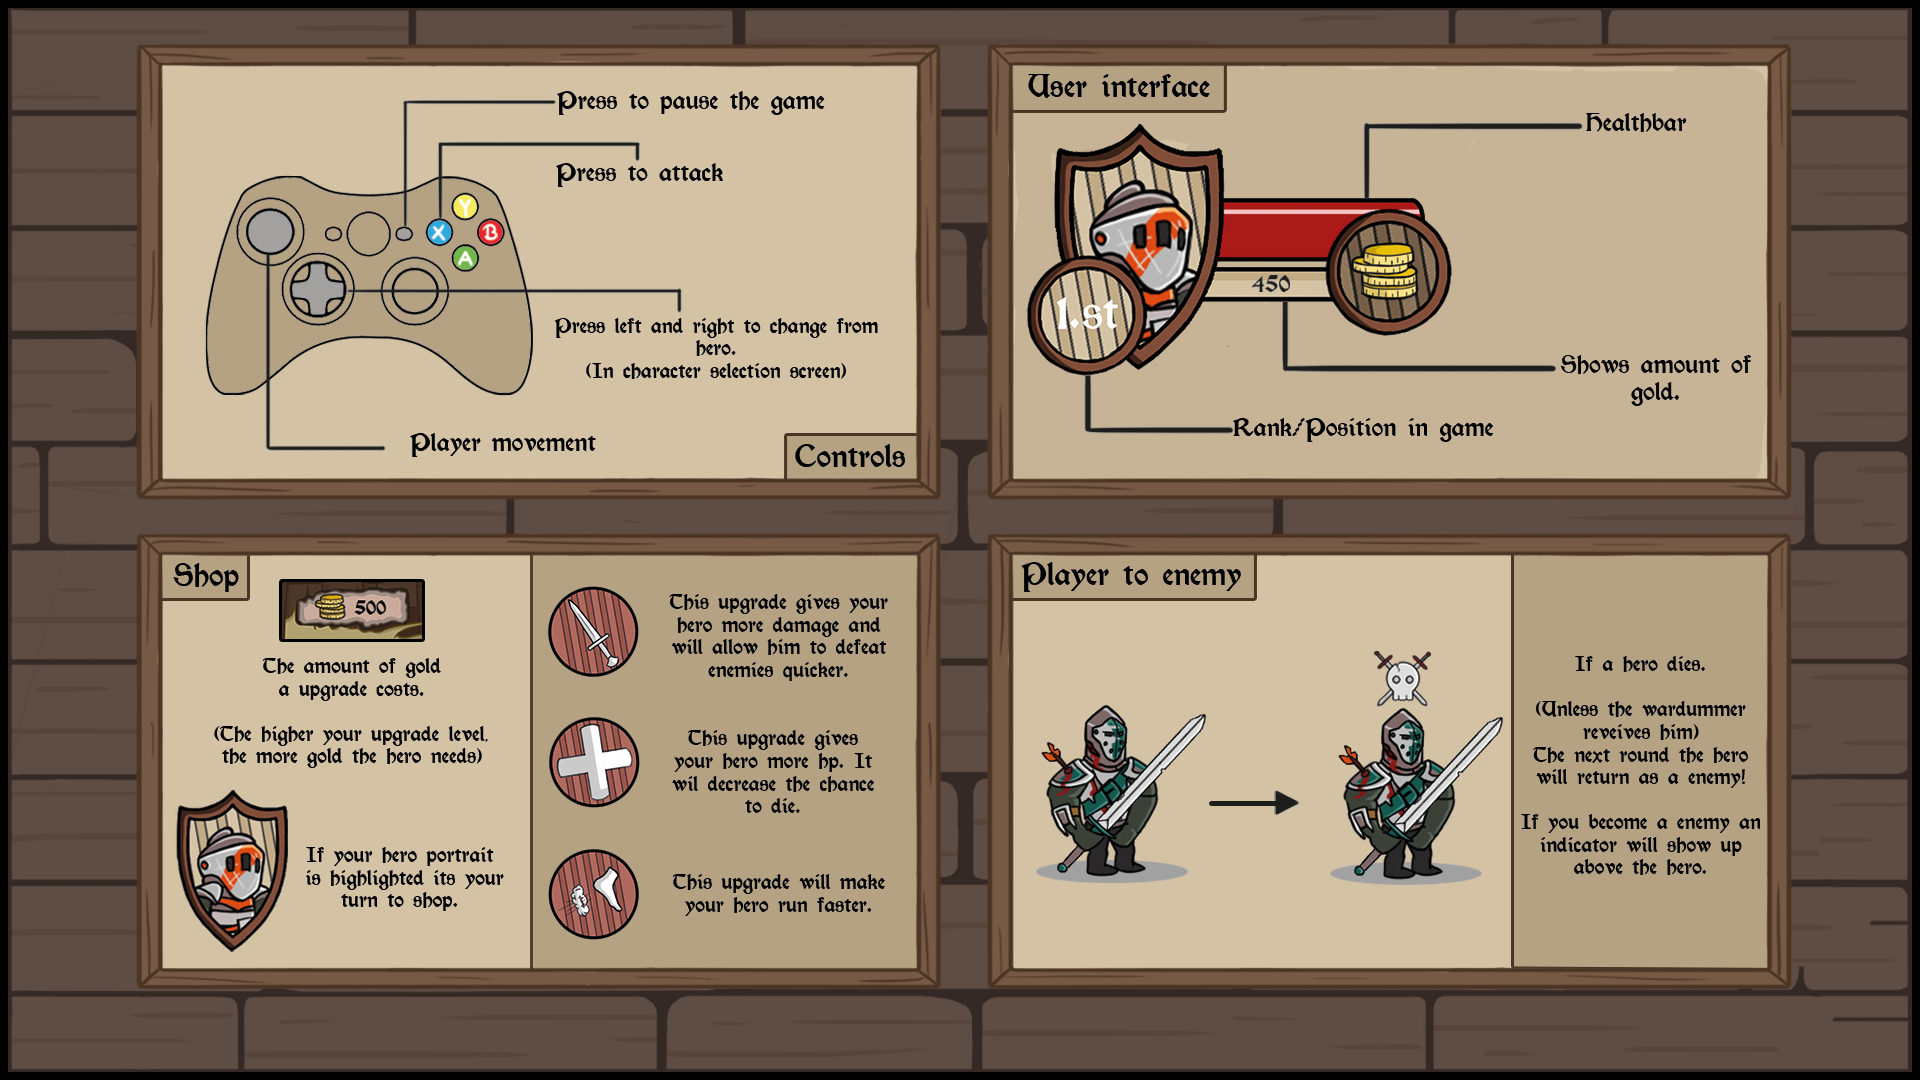 Press to pause the game
Press to attack
Y
X
B
A
Press left and right to change from
hero.
(In character selection screen)
Player movement
Controls
User interface
Healthbar
450
1.st
Shows amount of
gold.
Rank/Position in game
Shop
500
The amount of gold
a upgrade costs.
(The higher your upgrade level,
the more gold the hero needs)
If your hero portrait
is highlighted its your
turn to shop.
This upgrade gives your
hero more damage and
will allow him to defeat
enemies quicker.
This upgrade gives
your hero more hp. It
wil decrease the chance
to die.
This upgrade will make
your hero run faster.
Player to enemy
If a hero dies.
(Unless the wardummer
reveives him)
The next round the hero
will return as a enemy!
If you become a enemy an
indicator will show up
above the hero.